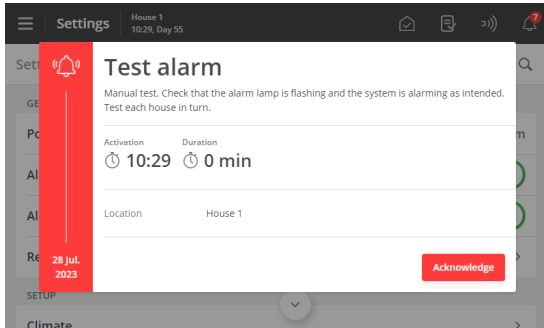 Settings
House 1
10:29, Day 55
7
Test alarm
Manual test. Check that the alarm lamp is flashing and the system is alarming as intended.
Test each house in turn.
Activation
Duration
10:29
0 min
Location
House 1
28 Jul.
2023
Acknowledge
SETUP
Climate